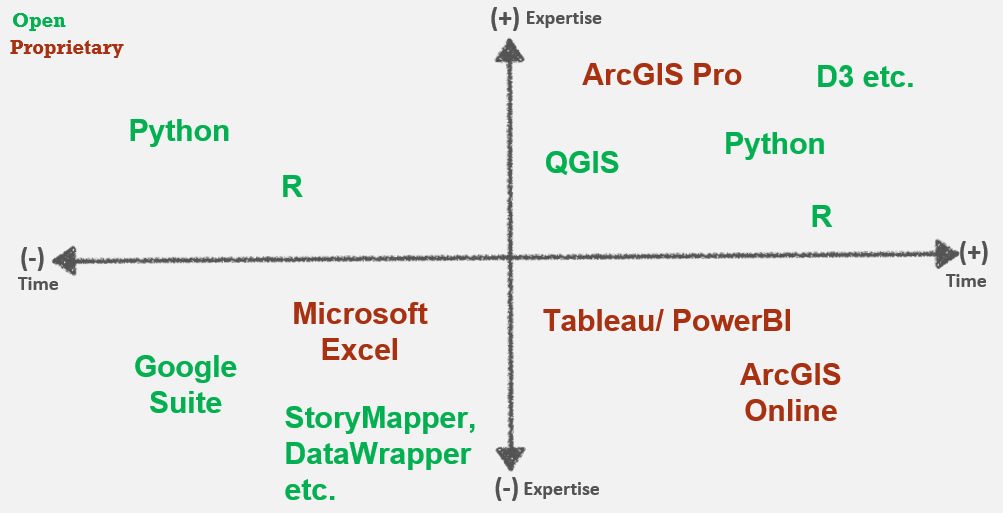 Open
Proprietary
(+) Expertise
ArcGIS Pro
D3 etc.
Python
Python
QGIS
R
R
(-)
Time
(+)
Time
Microsoft
Excel
Tableau/ PowerBI
Google
Suite
ArcGIS
Online
StoryMapper,
DataWrapper
etc.
(-) Expertise